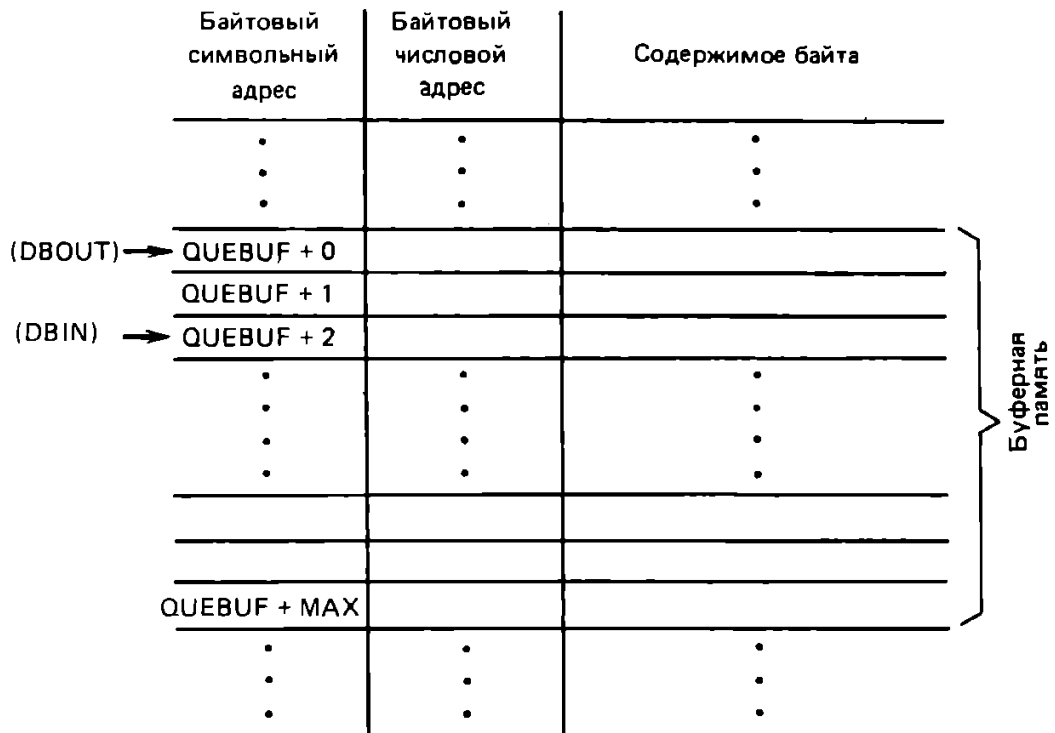 Байтовый
символьный
адрес
Байтовый
числовой
адрес
Содержимое байта
(DBOUT) QUEBUF + 0
QUEBUF + 1
(DBIN) QUEBUF + 2
QUEBUF + MAX
Буферная
память